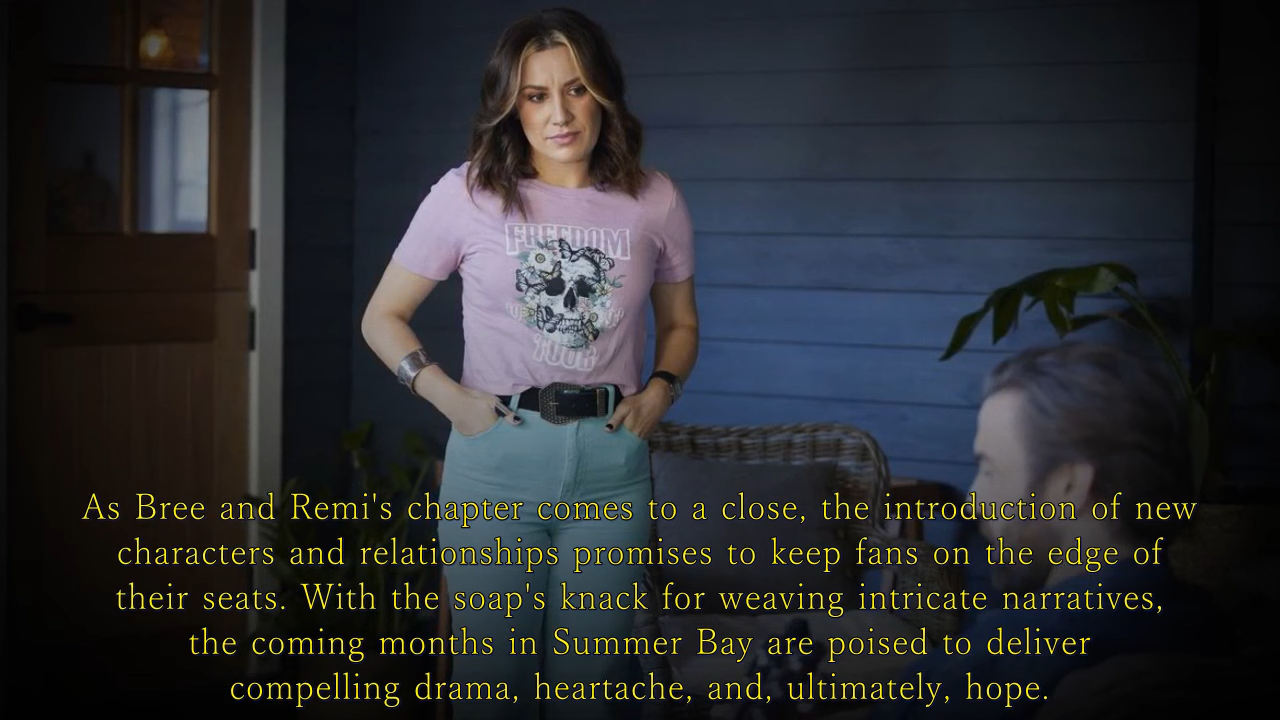 FREEDOM
TOUR
As Bree and Remi's chapter comes to a close, the introduction of new
characters and relationships promises to keep fans on the edge of
their seats. With the soap's knack for weaving intricate narratives,
the coming months in Summer Bay are poised to deliver
compelling drama, heartache, and, ultimately, hope.